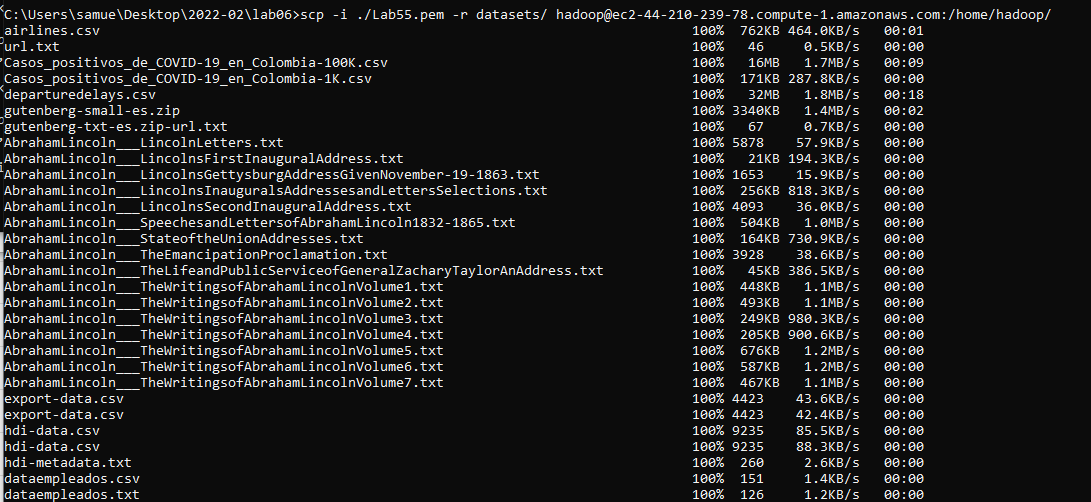 C:\Users\samue\Desktop\2022-02\lab06>scp -i ./Lab55.pem -r datasets/ hadoop@ec2-44-210-239-78.compute-1.amazonaws.com:/home/hadoop/
airlines.csv 100% 762KB 464.0KB/s 00:01
url.txt 100% 46 0.5KB/s 00:00
Casos_positivos_de_COVID-19_en_Colombia-100K.csv 100% 16MB 1.7MB/s 00:09
Casos_positivos_de_COVID-19_en_Colombia-1K.csv 100% 171KB 287.8KB/s 00:00
departuredelays.csv 100% 32MB 1.8MB/s 00:18
gutenberg-small-es.zip 100% 3340KB 1.4MB/s 00:02
gutenberg-txt-es.zip-url.txt 100% 67 0.7KB/s 00:00
AbrahamLincoln___LincolnLetters.txt 100% 5878 57.9KB/s 00:00
AbrahamLincoln___LincolnsFirstInauguralAddress.txt 100% 21KB 194.3KB/s 00:00
AbrahamLincoln___LincolnsGettysburgAddressGivenNovember-19-1863.txt 100% 1653 15.9KB/s 00:00
AbrahamLincoln___LincolnsInauguralsAddressesandLettersSelections.txt 100% 256KB 818.3KB/s 00:00
AbrahamLincoln___LincolnsSecondInauguralAddress.txt 100% 4093 36.0KB/s 00:00
AbrahamLincoln___SpeechesandLettersofAbrahamLincoln1832-1865.txt 100% 504KB 1.0MB/s 00:00
AbrahamLincoln___StateoftheUnionAddresses.txt 100% 164KB 730.9KB/s 00:00
AbrahamLincoln___TheEmancipationProclamation.txt 100% 3928 38.6KB/s 00:00
AbrahamLincoln___TheLifeandPublicServiceofGeneralZacharyTaylorAnAddress.txt 100% 45KB 386.5KB/s 00:00
AbrahamLincoln___TheWritingsofAbrahamLincolnVolume1.txt 100% 448KB 1.1MB/s 00:00
AbrahamLincoln___TheWritingsofAbrahamLincolnVolume2.txt 100% 493KB 1.1MB/s 00:00
AbrahamLincoln___TheWritingsofAbrahamLincolnVolume3.txt 100% 249KB 980.3KB/s 00:00
AbrahamLincoln___TheWritingsofAbrahamLincolnVolume4.txt 100% 205KB 900.6KB/s 00:00
AbrahamLincoln___TheWritingsofAbrahamLincolnVolume5.txt 100% 676KB 1.2MB/s 00:00
AbrahamLincoln___TheWritingsofAbrahamLincolnVolume6.txt 100% 587KB 1.2MB/s 00:00
AbrahamLincoln___TheWritingsofAbrahamLincolnVolume7.txt 100% 467KB 1.1MB/s 00:00
export-data.csv 100% 4423 43.6KB/s 00:00
export-data.csv 100% 4423 42.4KB/s 00:00
hdi-data.csv 100% 9235 85.5KB/s 00:00
hdi-data.csv 100% 9235 88.3KB/s 00:00
hdi-metadata.txt 100% 260 2.6KB/s 00:00
dataempleados.csv 100% 151 1.4KB/s 00:00
dataempleados.txt 100% 126 1.2KB/s 00:00